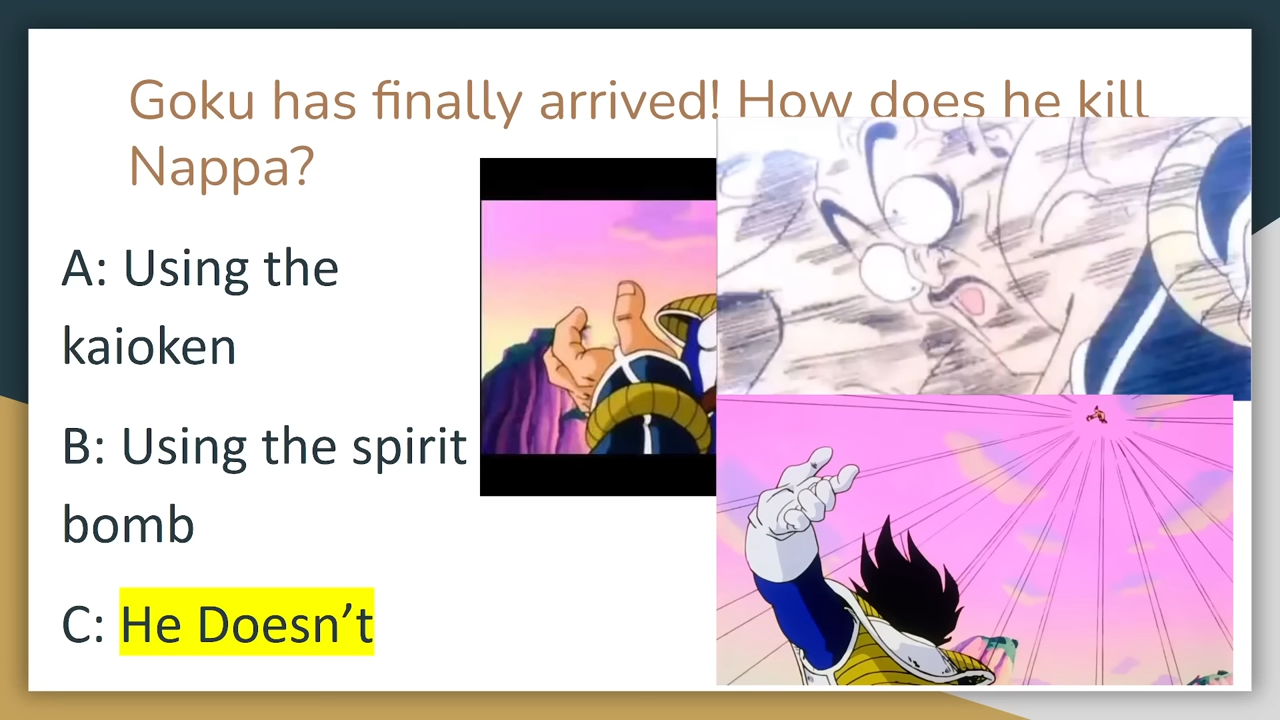 Goku has finally arrived! How does he kill
Nappa?
A: Using the
kaioken
B: Using the spirit
bomb
C: He Doesn’t